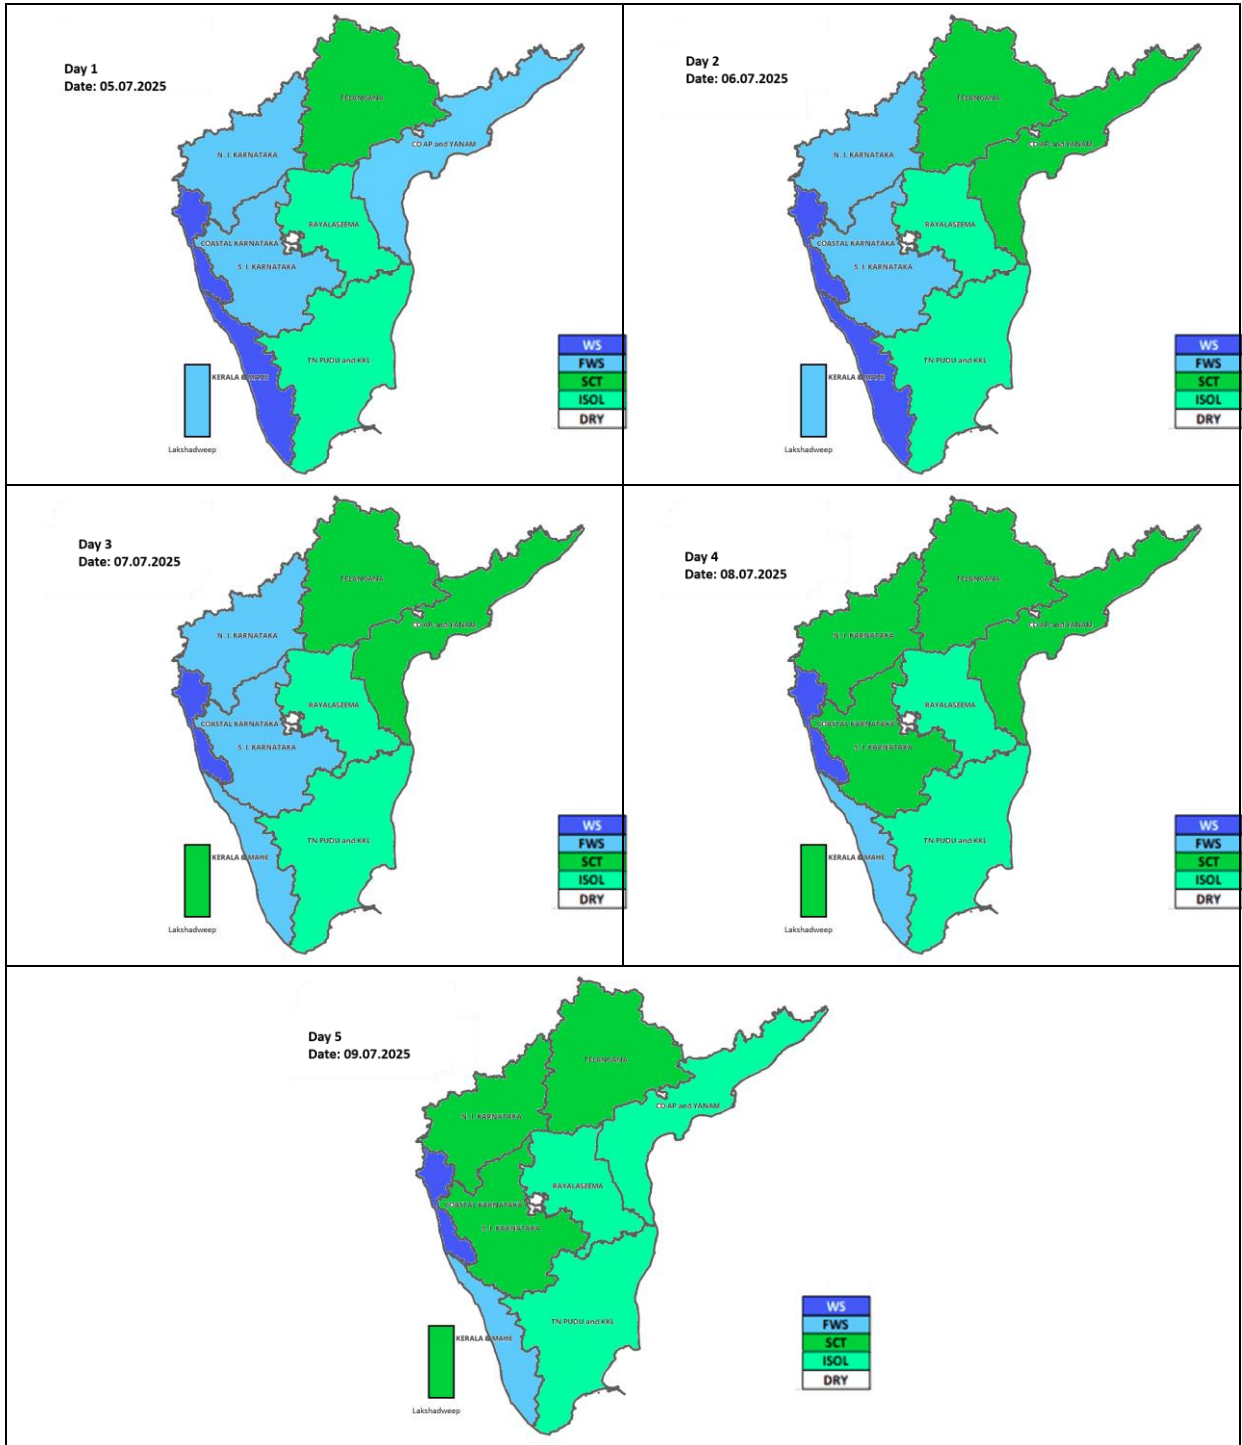 Day 1
Date: 05.07.2025
TELANGANA
N. I. KARNATAKA
CO AP and YANAM
RAYALASEEMA
COASTAL KARNATAKA
S. I. KARNATAKA
TN PUDU and KKL
KERALA & MAHE
Lakshadweep
WS
FWS
SCT
ISOL
DRY
Day 2
Date: 06.07.2025
TELANGANA
N. I. KARNATAKA
CO AP and YANAM
RAYALASEEMA
COASTAL KARNATAKA
S. I. KARNATAKA
TN PUDU and KKL
KERALA & MAHE
Lakshadweep
WS
FWS
SCT
ISOL
DRY
Day 3
Date: 07.07.2025
TELANGANA
N. I. KARNATAKA
CO AP and YANAM
RAYALASEEMA
COASTAL KARNATAKA
S. I. KARNATAKA
TN PUDU and KKL
KERALA & MAHE
Lakshadweep
WS
FWS
SCT
ISOL
DRY
Day 4
Date: 08.07.2025
TELANGANA
N. I. KARNATAKA
CO AP and YANAM
RAYALASEEMA
COASTAL KARNATAKA
S. I. KARNATAKA
TN PUDU and KKL
KERALA & MAHE
Lakshadweep
WS
FWS
SCT
ISOL
DRY
Day 5
Date: 09.07.2025
TELANGANA
N. I. KARNATAKA
CO AP and YANAM
RAYALASEEMA
COASTAL KARNATAKA
S. I. KARNATAKA
TN PUDU and KKL
KERALA & MAHE
Lakshadweep
WS
FWS
SCT
ISOL
DRY